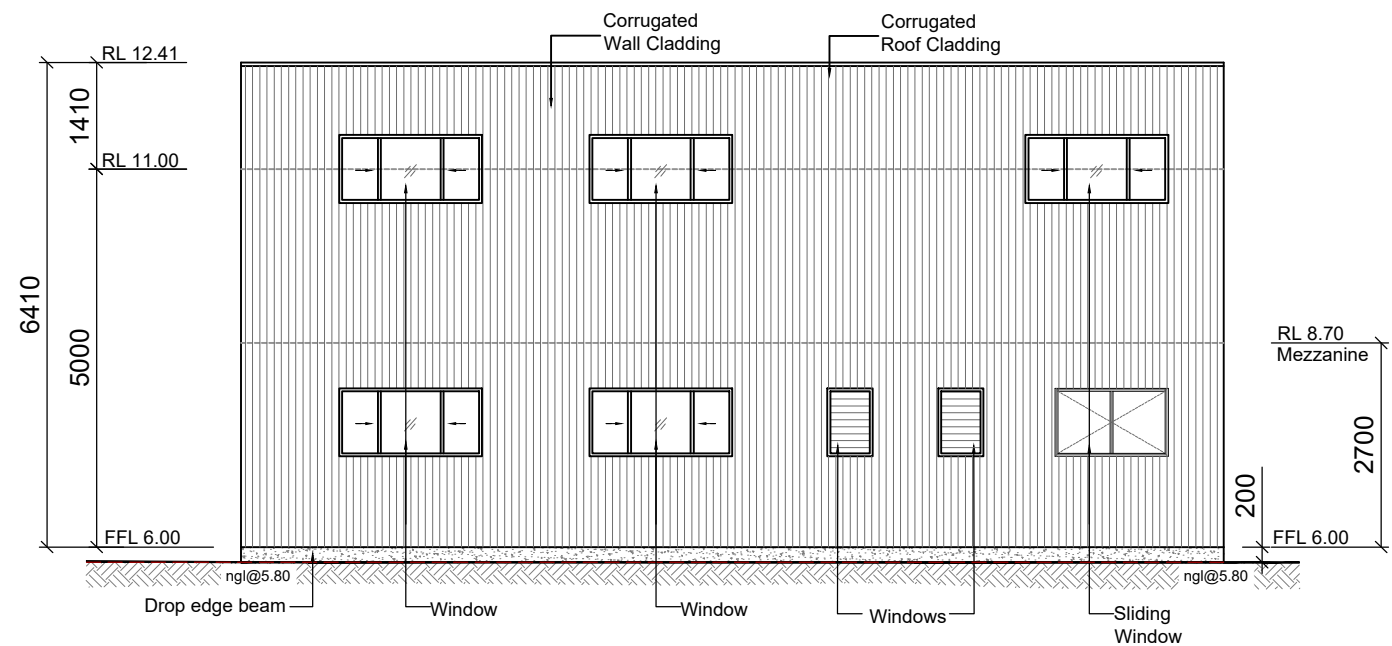 Corrugated
Wall Cladding
Corrugated
Roof Cladding
RL 12.41
1410
RL 11.00
6410
5000
RL 8.70
Mezzanine
2700
200
FFL 6.00
FFL 6.00
ngl@5.80
ngl@5.80
Drop edge beam
Window
Window
Windows
Sliding
Window